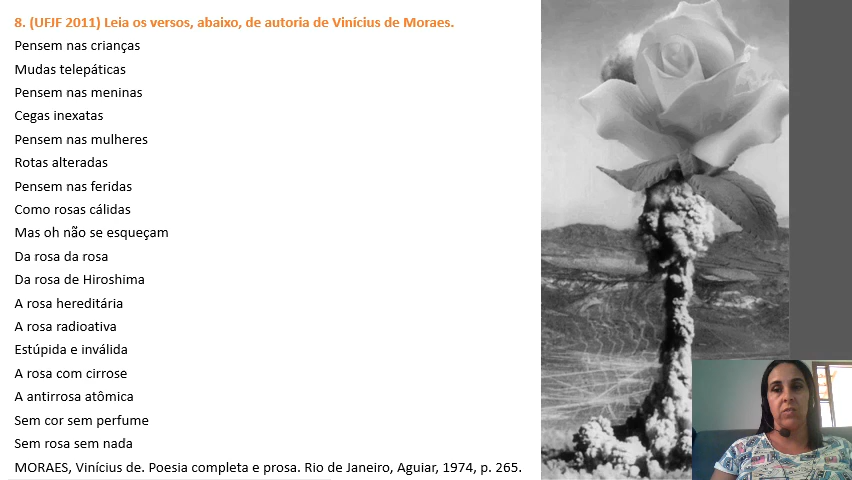 8. (UFJF 2011) Leia os versos, abaixo, de autoria de Vinícius de Moraes.
Pensem nas crianças
Mudas telepáticas
Pensem nas meninas
Cegas inexatas
Pensem nas mulheres
Rotas alteradas
Pensem nas feridas
Como rosas cálidas
Mas oh não se esqueçam
Da rosa da rosa
Da rosa de Hiroshima
A rosa hereditária
A rosa radioativa
Estúpida e inválida
A rosa com cirrose
A antirrosa atômica
Sem cor sem perfume
Sem rosa sem nada
MORAES, Vinícius de. Poesia completa e prosa. Rio de Janeiro, Aguiar, 1974, p. 265.